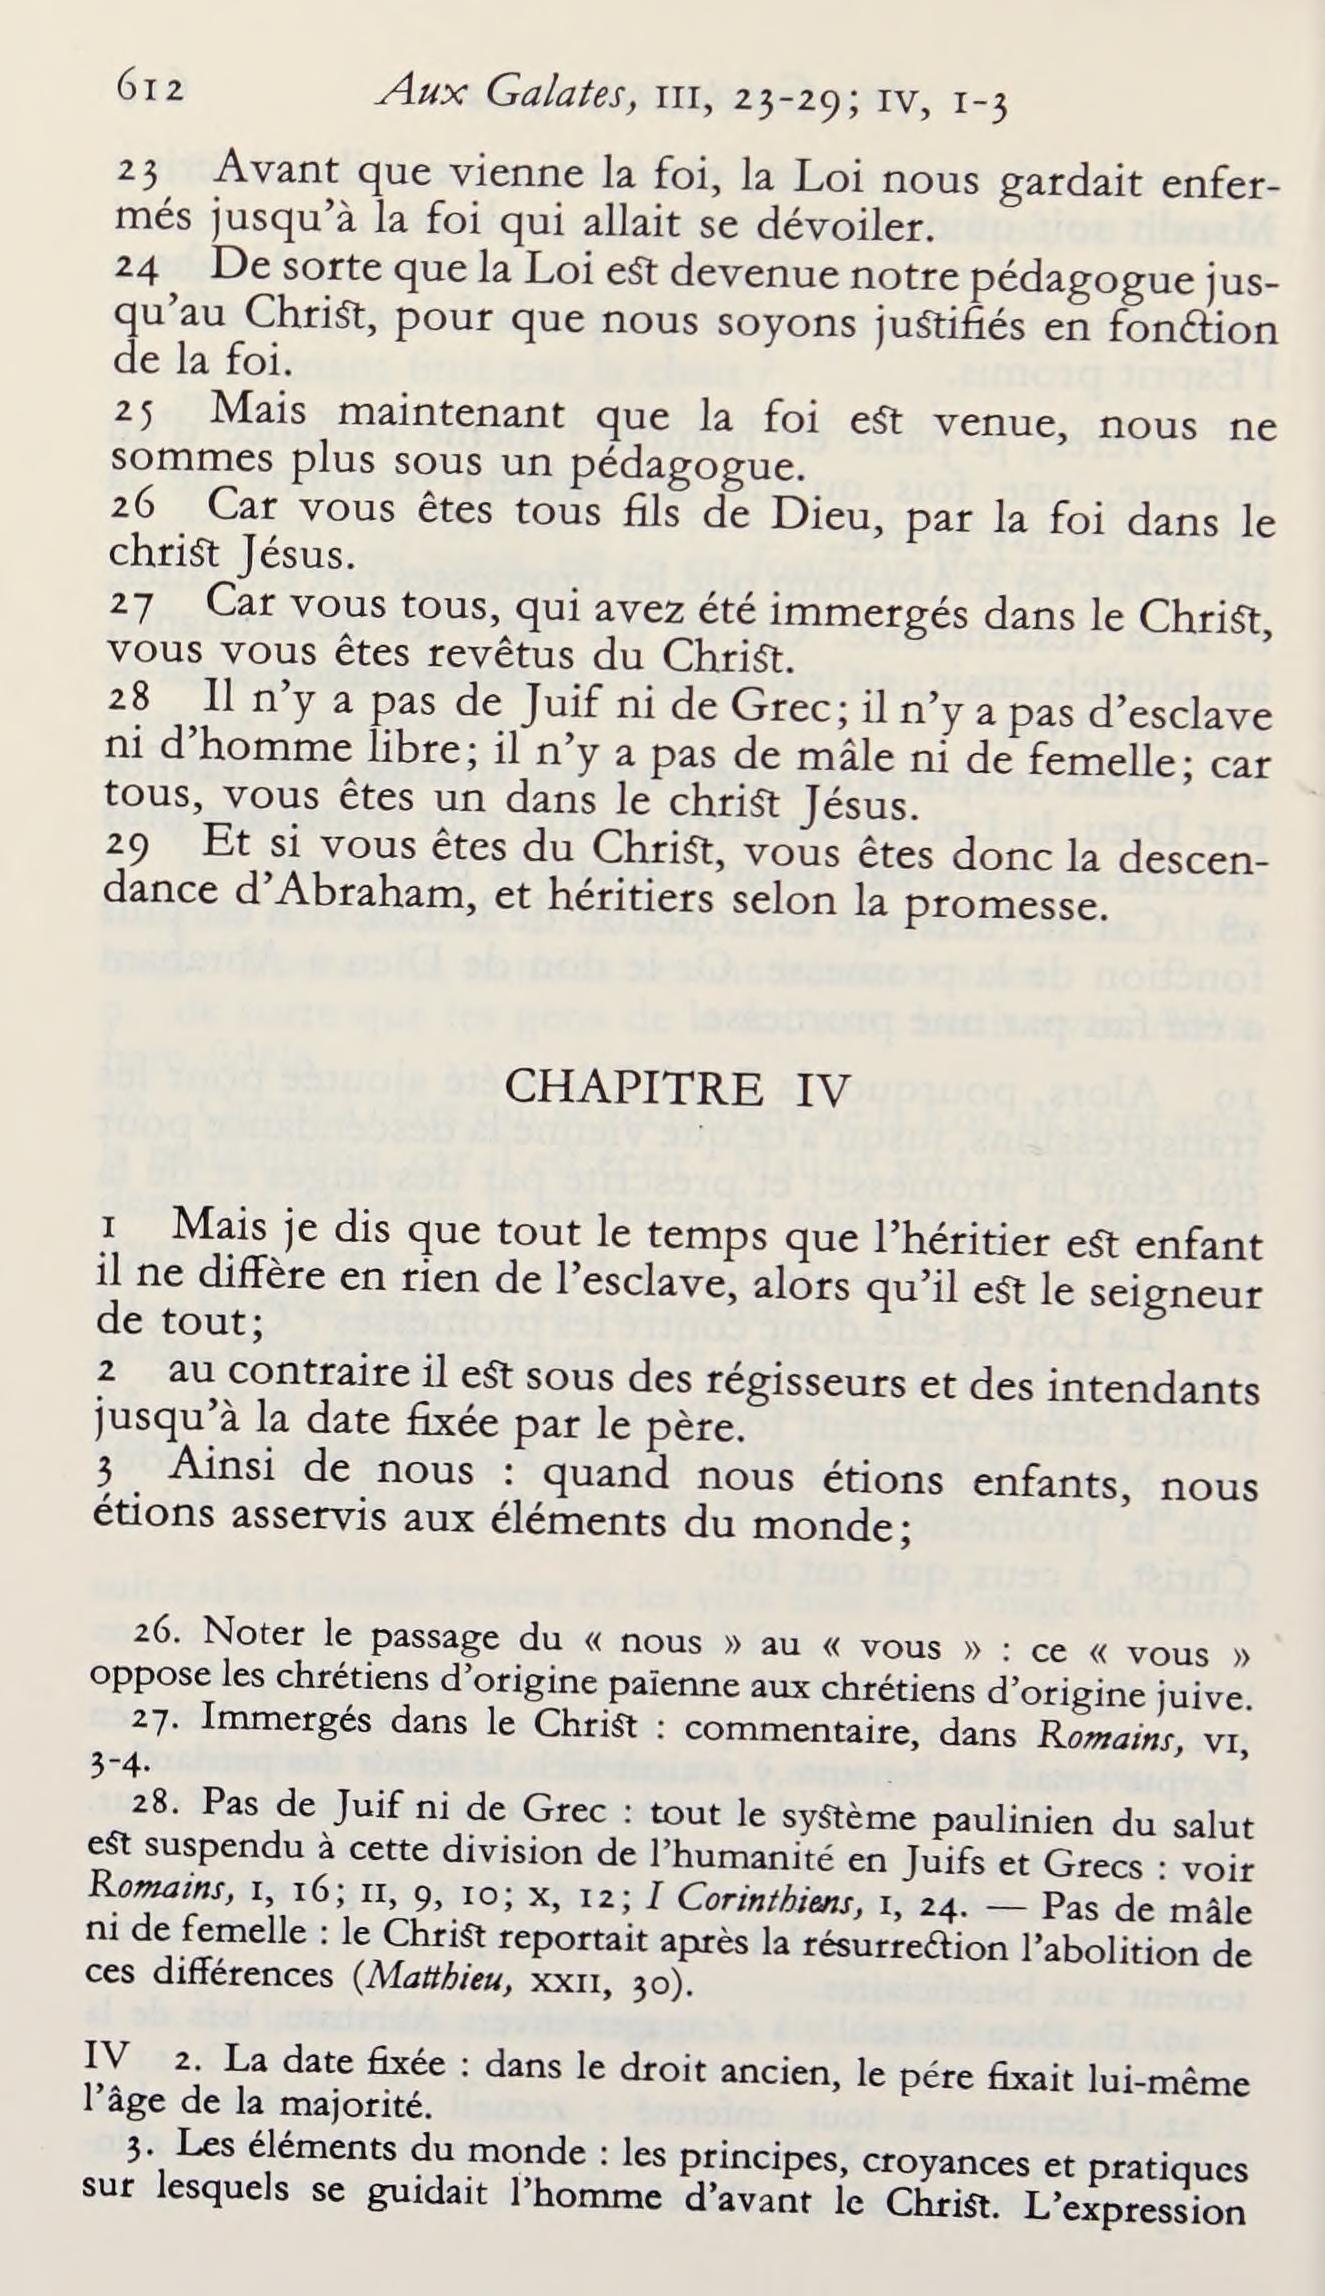 612 Aux Galates, III, 23-29; IV, 1-3
23 Avant que vienne la foi, la Loi nous gardait enfer-
més jusqu’à la foi qui allait se dévoiler.
24 De sorte que la Loi est devenue notre pédagogue jus-
qu’au Christ, pour que nous soyons justifiés en fonction
de la foi.
25 Mais maintenant que la foi est venue, nous ne
sommes plus sous un pédagogue.
26 Car vous êtes tous fils de Dieu, par la foi dans le
christ Jésus.
27 Car vous tous, qui avez été immergés dans le Christ,
vous vous êtes revêtus du Christ.
28 Il n’y a pas de Juif ni de Grec; il n’y a pas d’esclave
ni d’homme libre; il n’y a pas de mâle ni de femelle; car
tous, vous êtes un dans le christ Jésus.
29 Et si vous êtes du Christ, vous êtes donc la descen-
dance d’Abraham, et héritiers selon la promesse.
CHAPITRE IV
1 Mais je dis que tout le temps que l’héritier est enfant
il ne diffère en rien de l’esclave, alors qu’il est le seigneur
de tout;
2 au contraire il est sous des régisseurs et des intendants
jusqu’à la date fixée par le père.
3 Ainsi de nous : quand nous étions enfants, nous
étions asservis aux éléments du monde;
26. Noter le passage du « nous » au « vous » : ce « vous »
oppose les chrétiens d’origine païenne aux chrétiens d’origine juive.
27. Immergés dans le Christ : commentaire, dans Romains, VI,
3-4.
28. Pas de Juif ni de Grec : tout le système paulinien du salut
est suspendu à cette division de l’humanité en Juifs et Grecs : voir
Romains, I, 16; II, 9, 10; X, 12; I Corinthiens, I, 24. — Pas de mâle
ni de femelle : le Christ reportait après la résurrection l’abolition de
ces différences (Matthieu, XXII, 30).
IV 2. La date fixée : dans le droit ancien, le pére fixait lui-même
l’âge de la majorité.
3. Les éléments du monde : les principes, croyances et pratiques
sur lesquels se guidait l’homme d’avant le Christ. L’expression